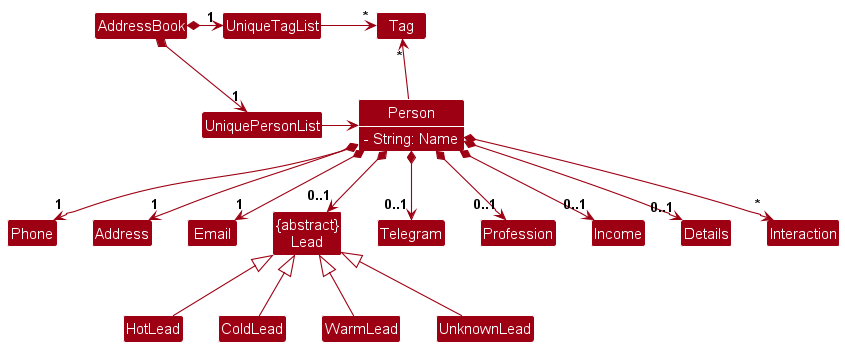 AddressBook
1
UniqueTagList
*
Tag
*
1
UniquePersonList
Person
- String: Name
1
1
1
0..1
0..1
0..1
0..1
0..1
*
Phone
Address
Email
{abstract}
Lead
Telegram
Profession
Income
Details
Interaction
HotLead
ColdLead
WarmLead
UnknownLead